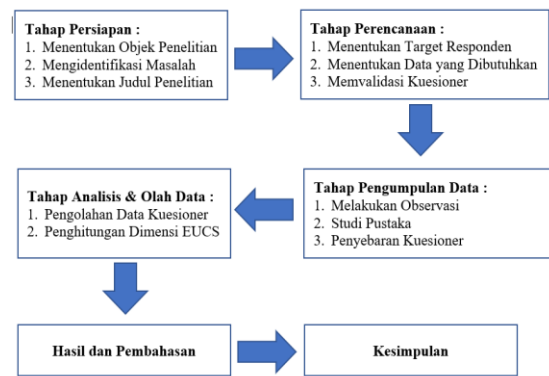 Tahap Persiapan :
1. Menentukan Objek Penelitian
2. Mengidentifikasi Masalah
3. Menentukan Judul Penelitian
Tahap Perencanaan :
1. Menentukan Target Responden
2. Menentukan Data yang Dibutuhkan
3. Memvalidasi Kuesioner
Tahap Pengumpulan Data :
1. Melakukan Observasi
2. Studi Pustaka
3. Penyebaran Kuesioner
Tahap Analisis & Olah Data :
1. Pengolahan Data Kuesioner
2. Penghitungan Dimensi EUCS
Hasil dan Pembahasan
Kesimpulan